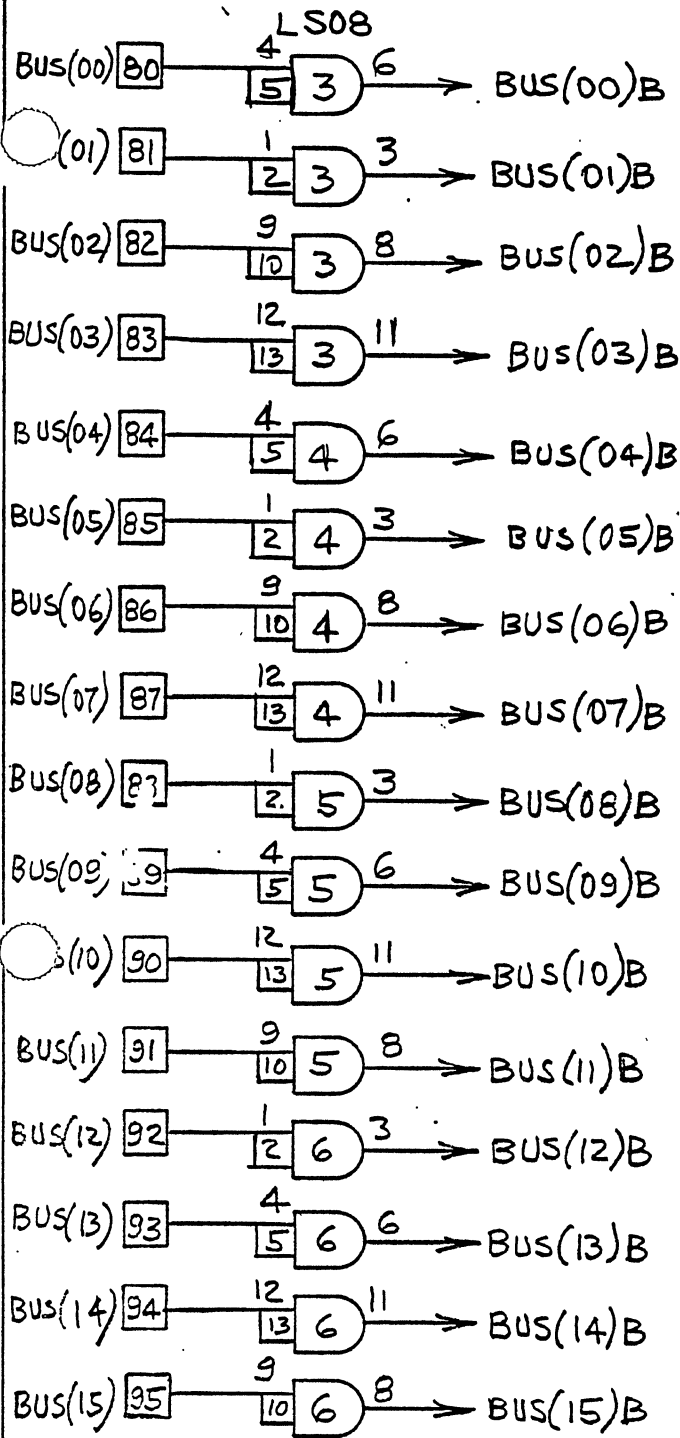 LS08
BUS(00) 80 4 5 3 6 BUS(00)B
(01) 81 1 2 3 3 BUS(01)B
BUS(02) 82 9 10 3 8 BUS(02)B
BUS(03) 83 12 13 3 11 BUS(03)B
BUS(04) 84 4 5 4 6 BUS(04)B
BUS(05) 85 1 2 4 3 BUS(05)B
BUS(06) 86 9 10 4 8 BUS(06)B
BUS(07) 87 12 13 4 11 BUS(07)B
BUS(08) 1 2 5 3 BUS(08)B
BUS(09) 4 5 5 6 BUS(09)B
(10) 90 12 13 5 11 BUS(10)B
BUS(11) 91 9 10 5 8 BUS(11)B
BUS(12) 92 1 2 6 3 BUS(12)B
BUS(13) 93 4 5 6 6 BUS(13)B
BUS(14) 94 12 13 6 11 BUS(14)B
BUS(15) 95 9 10 6 8 BUS(15)B